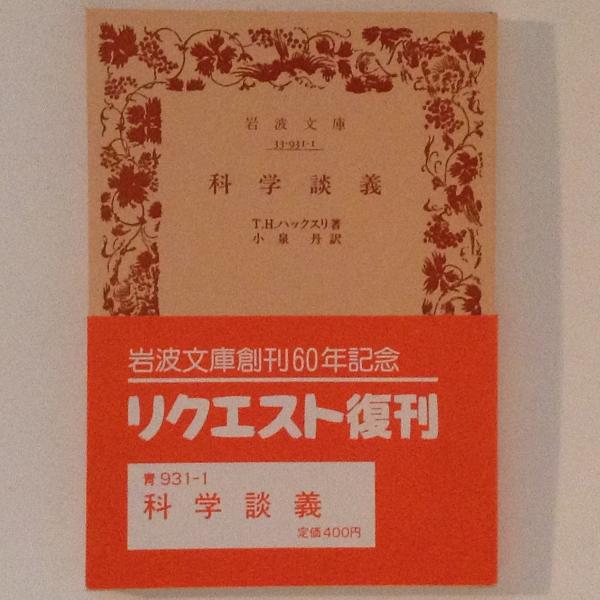 岩波文庫
33-931-1
科学談義
T.H.ハックスリ著
小泉丹訳
岩波文庫創刊60年記念
リクエスト復刊
青931-1
科学談義
定価400円